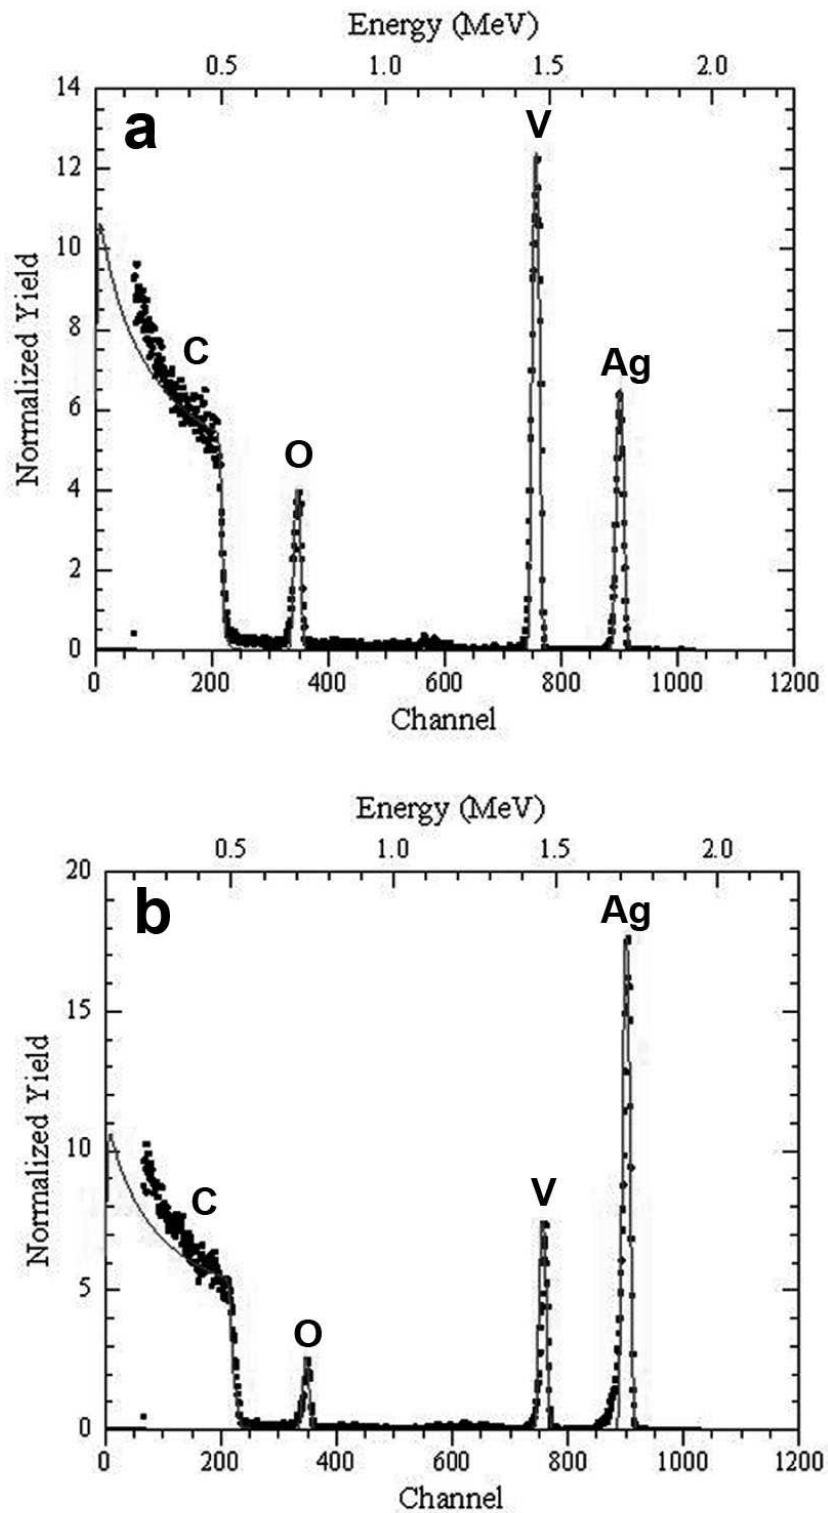 Energy (MeV)
0.5 1.0 1.5 2.0
14
a
V
12
10
Normalized Yield
8
C
Ag
6
O
4
2
0
0 200 400 600 800 1000 1200
Channel
Energy (MeV)
0.5 1.0 1.5 2.0
20
b
Ag
15
Normalized Yield
10
C
V
5
O
0
0 200 400 600 800 1000 1200
Channel